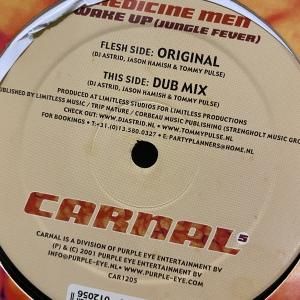 MEDICINE MEN
WAKE UP (JUNGLE FEVER)
FLESH SIDE: ORIGINAL
(DJ ASTRID, JASON HAMISH & TOMMY PULSE)
THIS SIDE: DUB MIX
(DJ ASTRID, JASON HAMISH & TOMMY PULSE)
PRODUCED AT LIMITLESS STUDIOS FOR LIMITLESS PRODUCTIONS
PUBLISHED BY LIMITLESS MUSIC / TRIP NATURE / CORBEAU MUSIC PUBLISHING (STRENGHOLT MUSIC GRO
CHECK OUT: WWW.DJASTRID.NL • WWW.TOMMYPULSE.NL
FOR BOOKINGS • T:+31(0)13.580.0327 • E:PARTYPLANNERS@HOME.NL
CARNAL 5
CARNAL IS A DIVISION OF PURPLE EYE ENTERTAINMENT BV
(P) & (C) 2001 PURPLE EYE ENTERTAINMENT BV
INFO@PURPLE-EYE.NL • WWW.PURPLE-EYE.COM
CAR1205